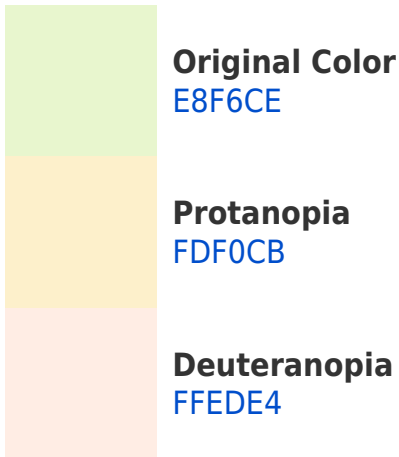 Original Color
E8F6CE
Protanopia
FDF0CB
Deuteranopia
FFEDE4